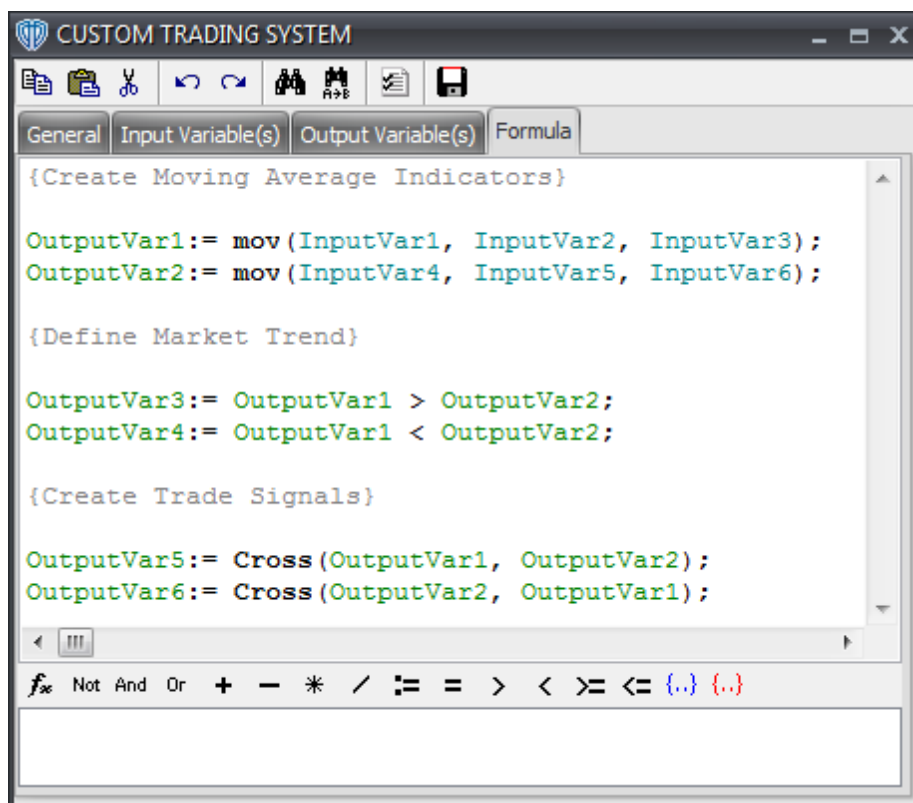 CUSTOM TRADING SYSTEM
A→B
General Input Variable(s) Output Variable(s) Formula
{Create Moving Average Indicators}
OutputVar1:= mov(InputVar1, InputVar2, InputVar3);
OutputVar2:= mov(InputVar4, InputVar5, InputVar6);
{Define Market Trend}
OutputVar3:= OutputVar1 > OutputVar2;
OutputVar4:= OutputVar1 < OutputVar2;
{Create Trade Signals}
OutputVar5:= Cross(OutputVar1, OutputVar2);
OutputVar6:= Cross(OutputVar2, OutputVar1);
fx Not And Or + − * / := = > < >= <= {..} {..}